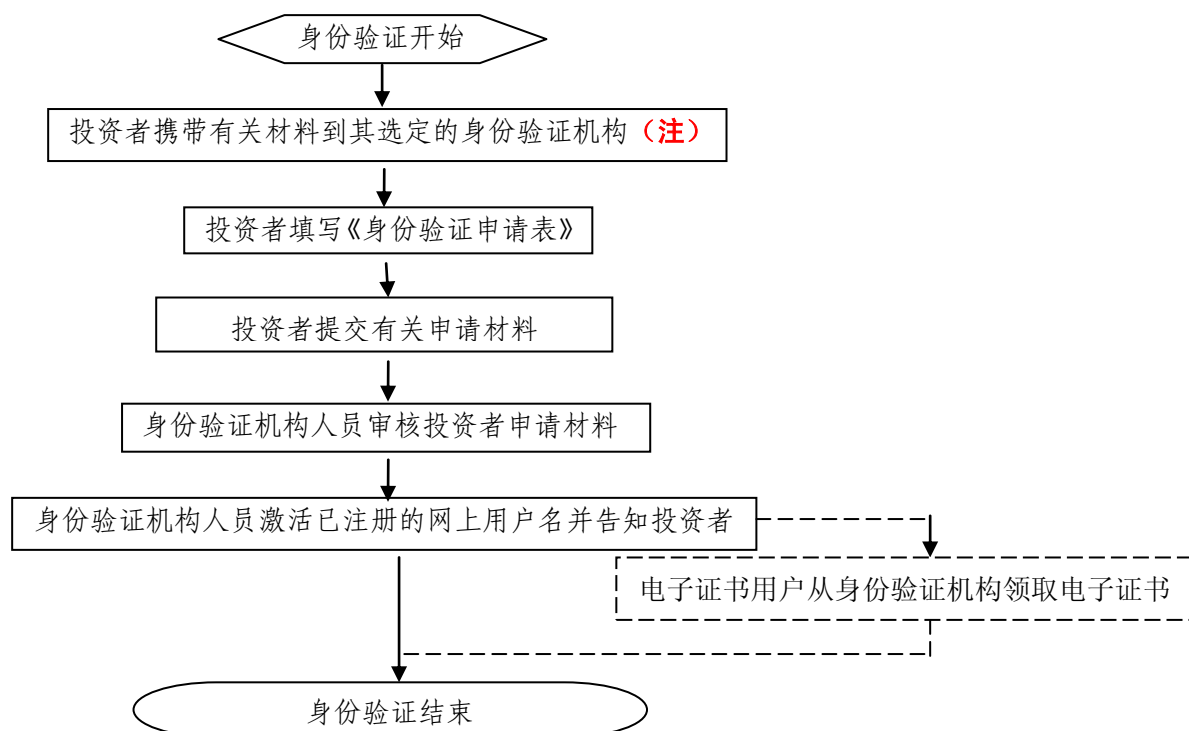 身份验证开始
投资者携带有关材料到其选定的身份验证机构（注）
投资者填写《身份验证申请表》
投资者提交有关申请材料
身份验证机构人员审核投资者申请材料
身份验证机构人员激活已注册的网上用户名并告知投资者
电子证书用户从身份验证机构领取电子证书
身份验证结束